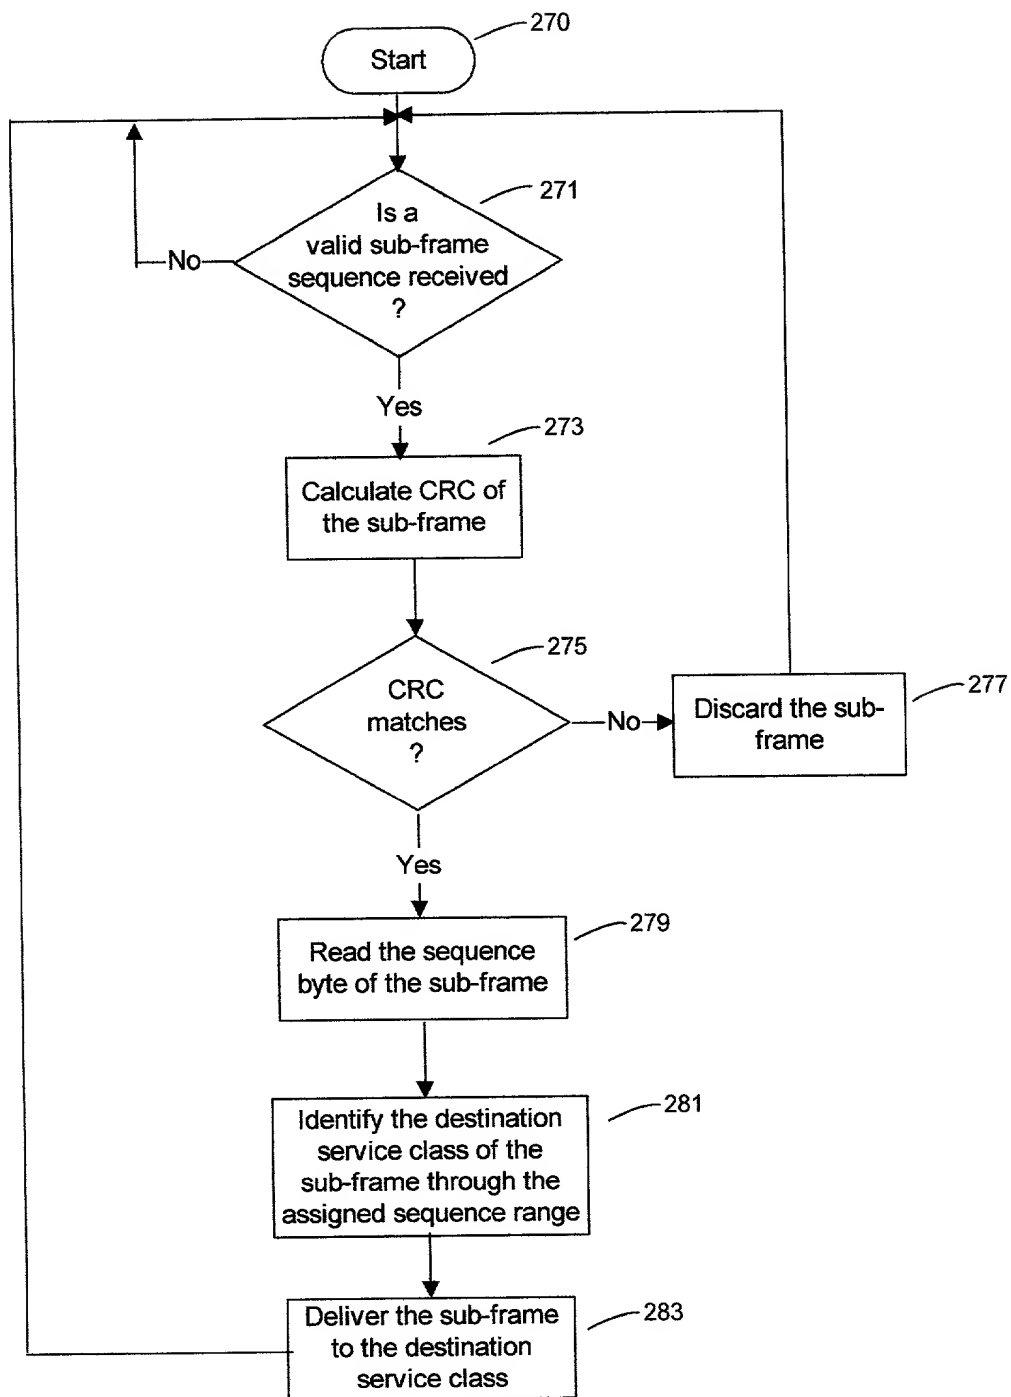 270
Start
271
Is a
valid sub-frame
sequence received
?
No
Yes
273
Calculate CRC of
the sub-frame
275
CRC
matches
?
No
277
Discard the sub-
frame
Yes
279
Read the sequence
byte of the sub-frame
281
Identify the destination
service class of the
sub-frame through the
assigned sequence range
283
Deliver the sub-frame
to the destination
service class